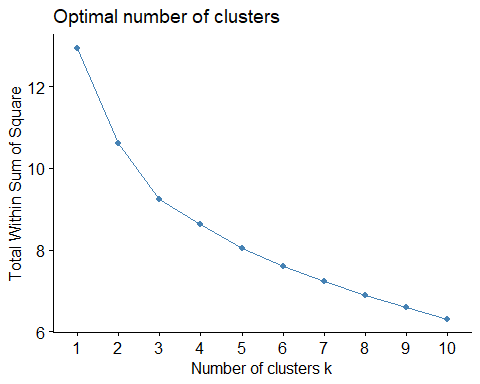 Optimal number of clusters
Total Within Sum of Square
12
10
8
6
1 2 3 4 5 6 7 8 9 10
Number of clusters k